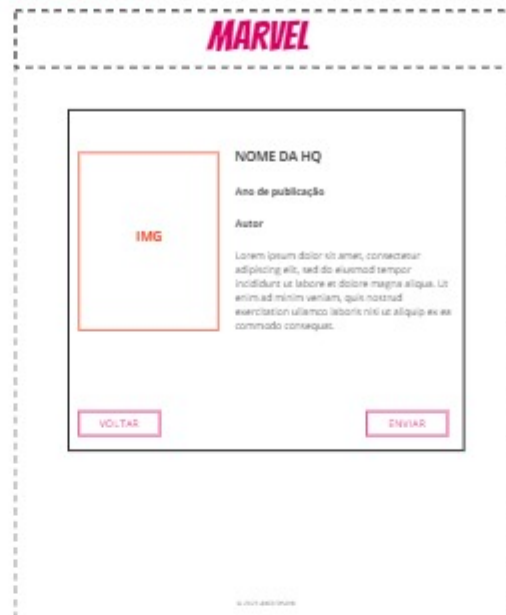 MARVEL
NOME DA HQ
Ano de publicação
Autor
IMG
Lorem ipsum dolor sit amet, consectetur
adipiscing elit, sed do eiusmod tempor
incididunt ut labore et dolore magna aliqua. Ut
enim ad minim veniam, quis nostrud
exercitation ullamco laboris nisi ut aliquip ex ea
commodo consequat.
VOLTAR
ENVIAR